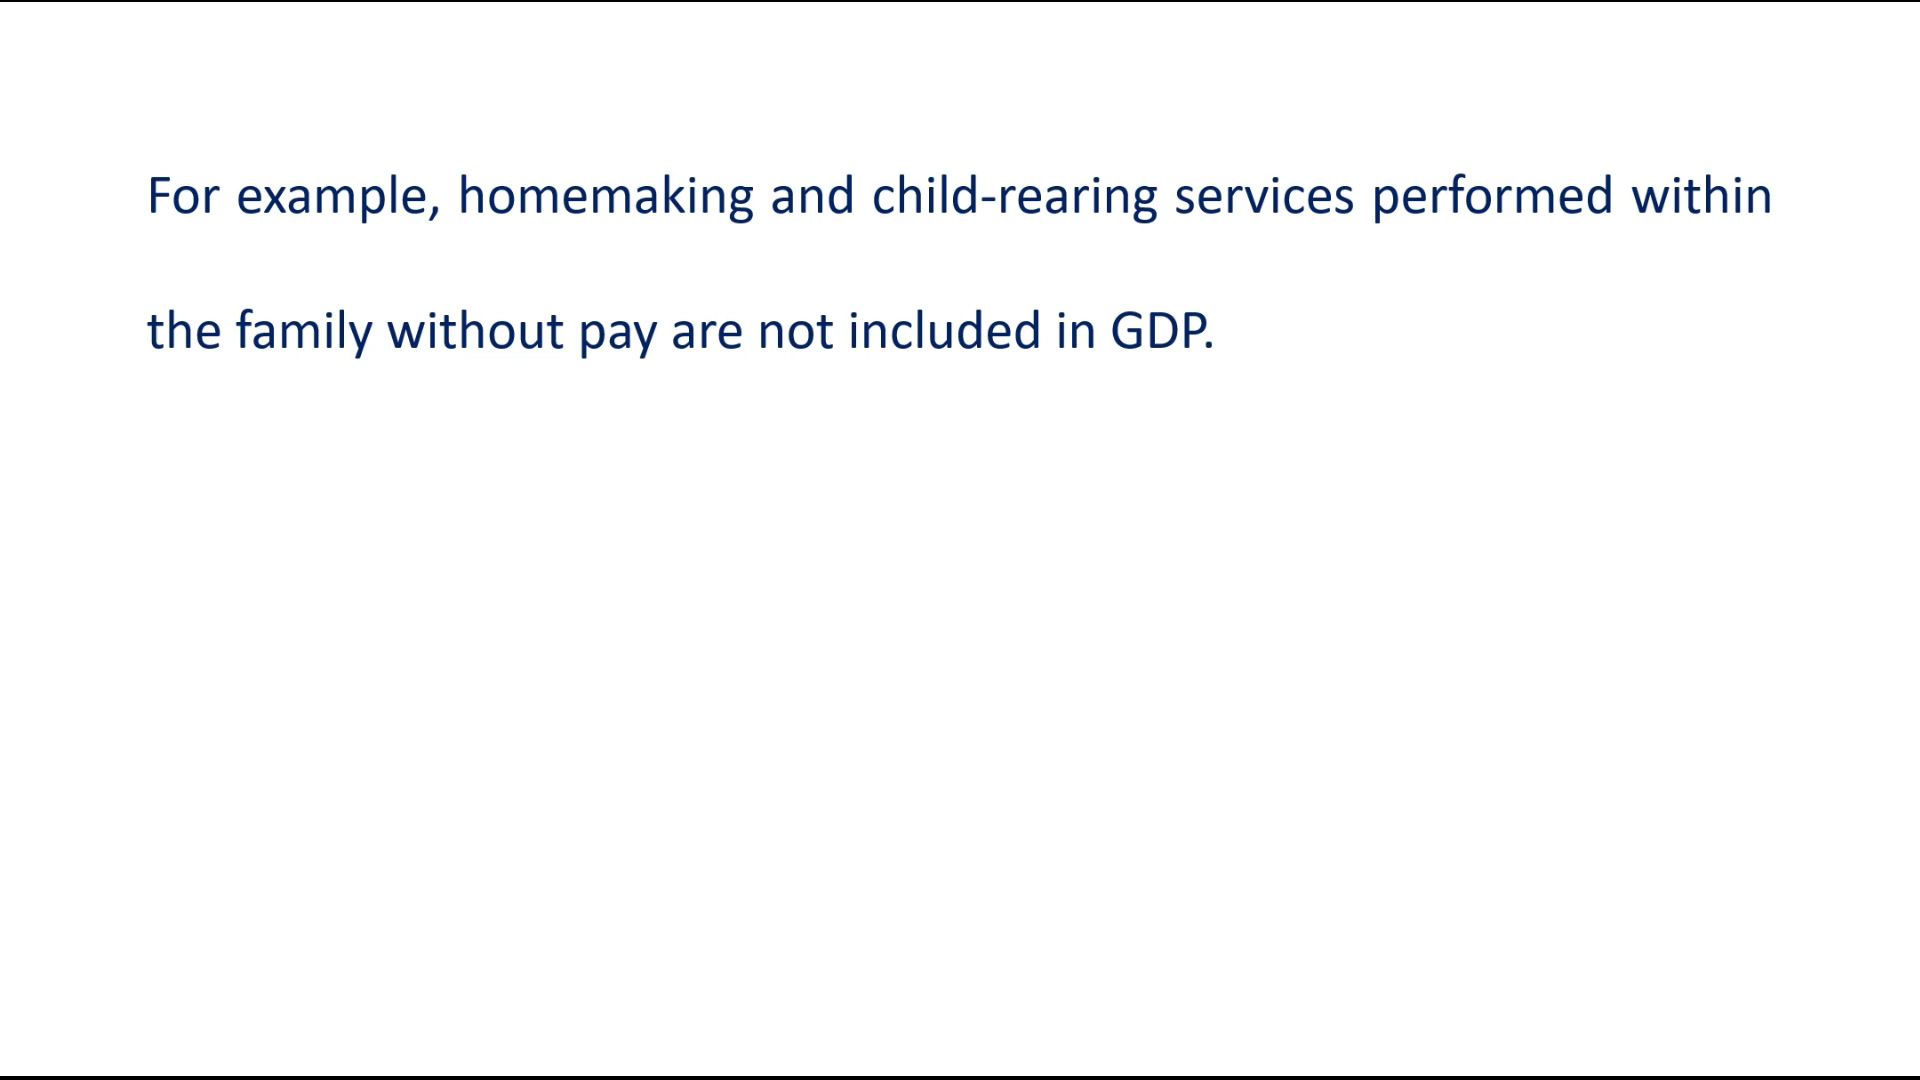 For example, homemaking and child-rearing services performed within
the family without pay are not included in GDP.